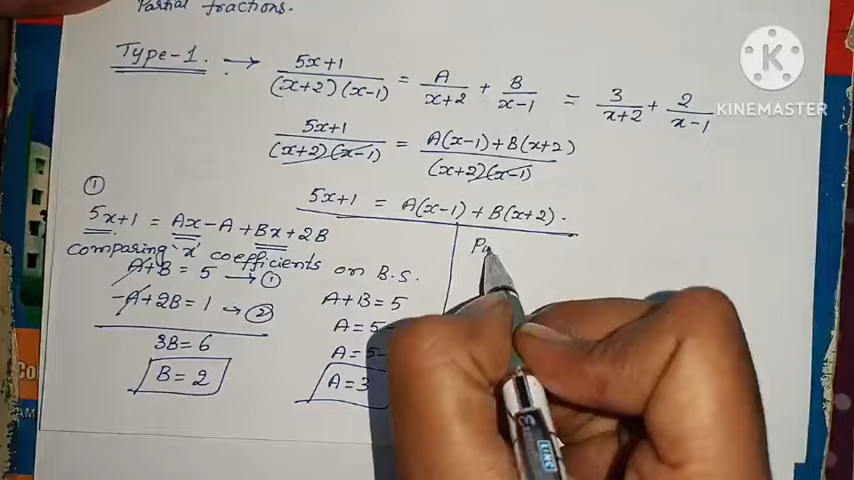 Partial fractions.
Type-1. → 5x+1 / (x+2)(x-1) = A / x+2 + B / x-1 = 3 / x+2 + 2 / x-1
5x+1 / (x+2)(x-1) = A(x-1)+B(x+2) / (x+2)(x-1)
5x+1 = A(x-1)+B(x+2).
①
5x+1 = Ax-A+Bx+2B
comparing 'x' coefficients on B.S.
A+B = 5 → ①
-A+2B = 1 → ②
3B = 6
B = 2
A+B = 5
A = 5-
A = 5-
A = 3
KINEMASTER
LINC